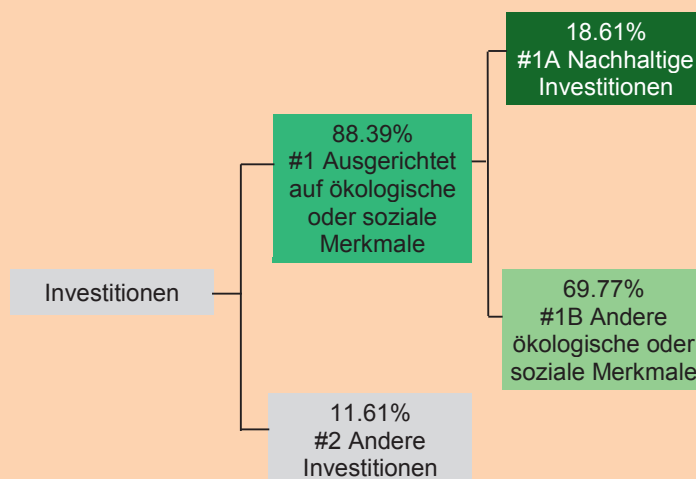 18.61%
#1A Nachhaltige
Investitionen
88.39%
#1 Ausgerichtet
auf ökologische
oder soziale
Merkmale
Investitionen
69.77%
#1B Andere
ökologische oder
soziale Merkmale
11.61%
#2 Andere
Investitionen